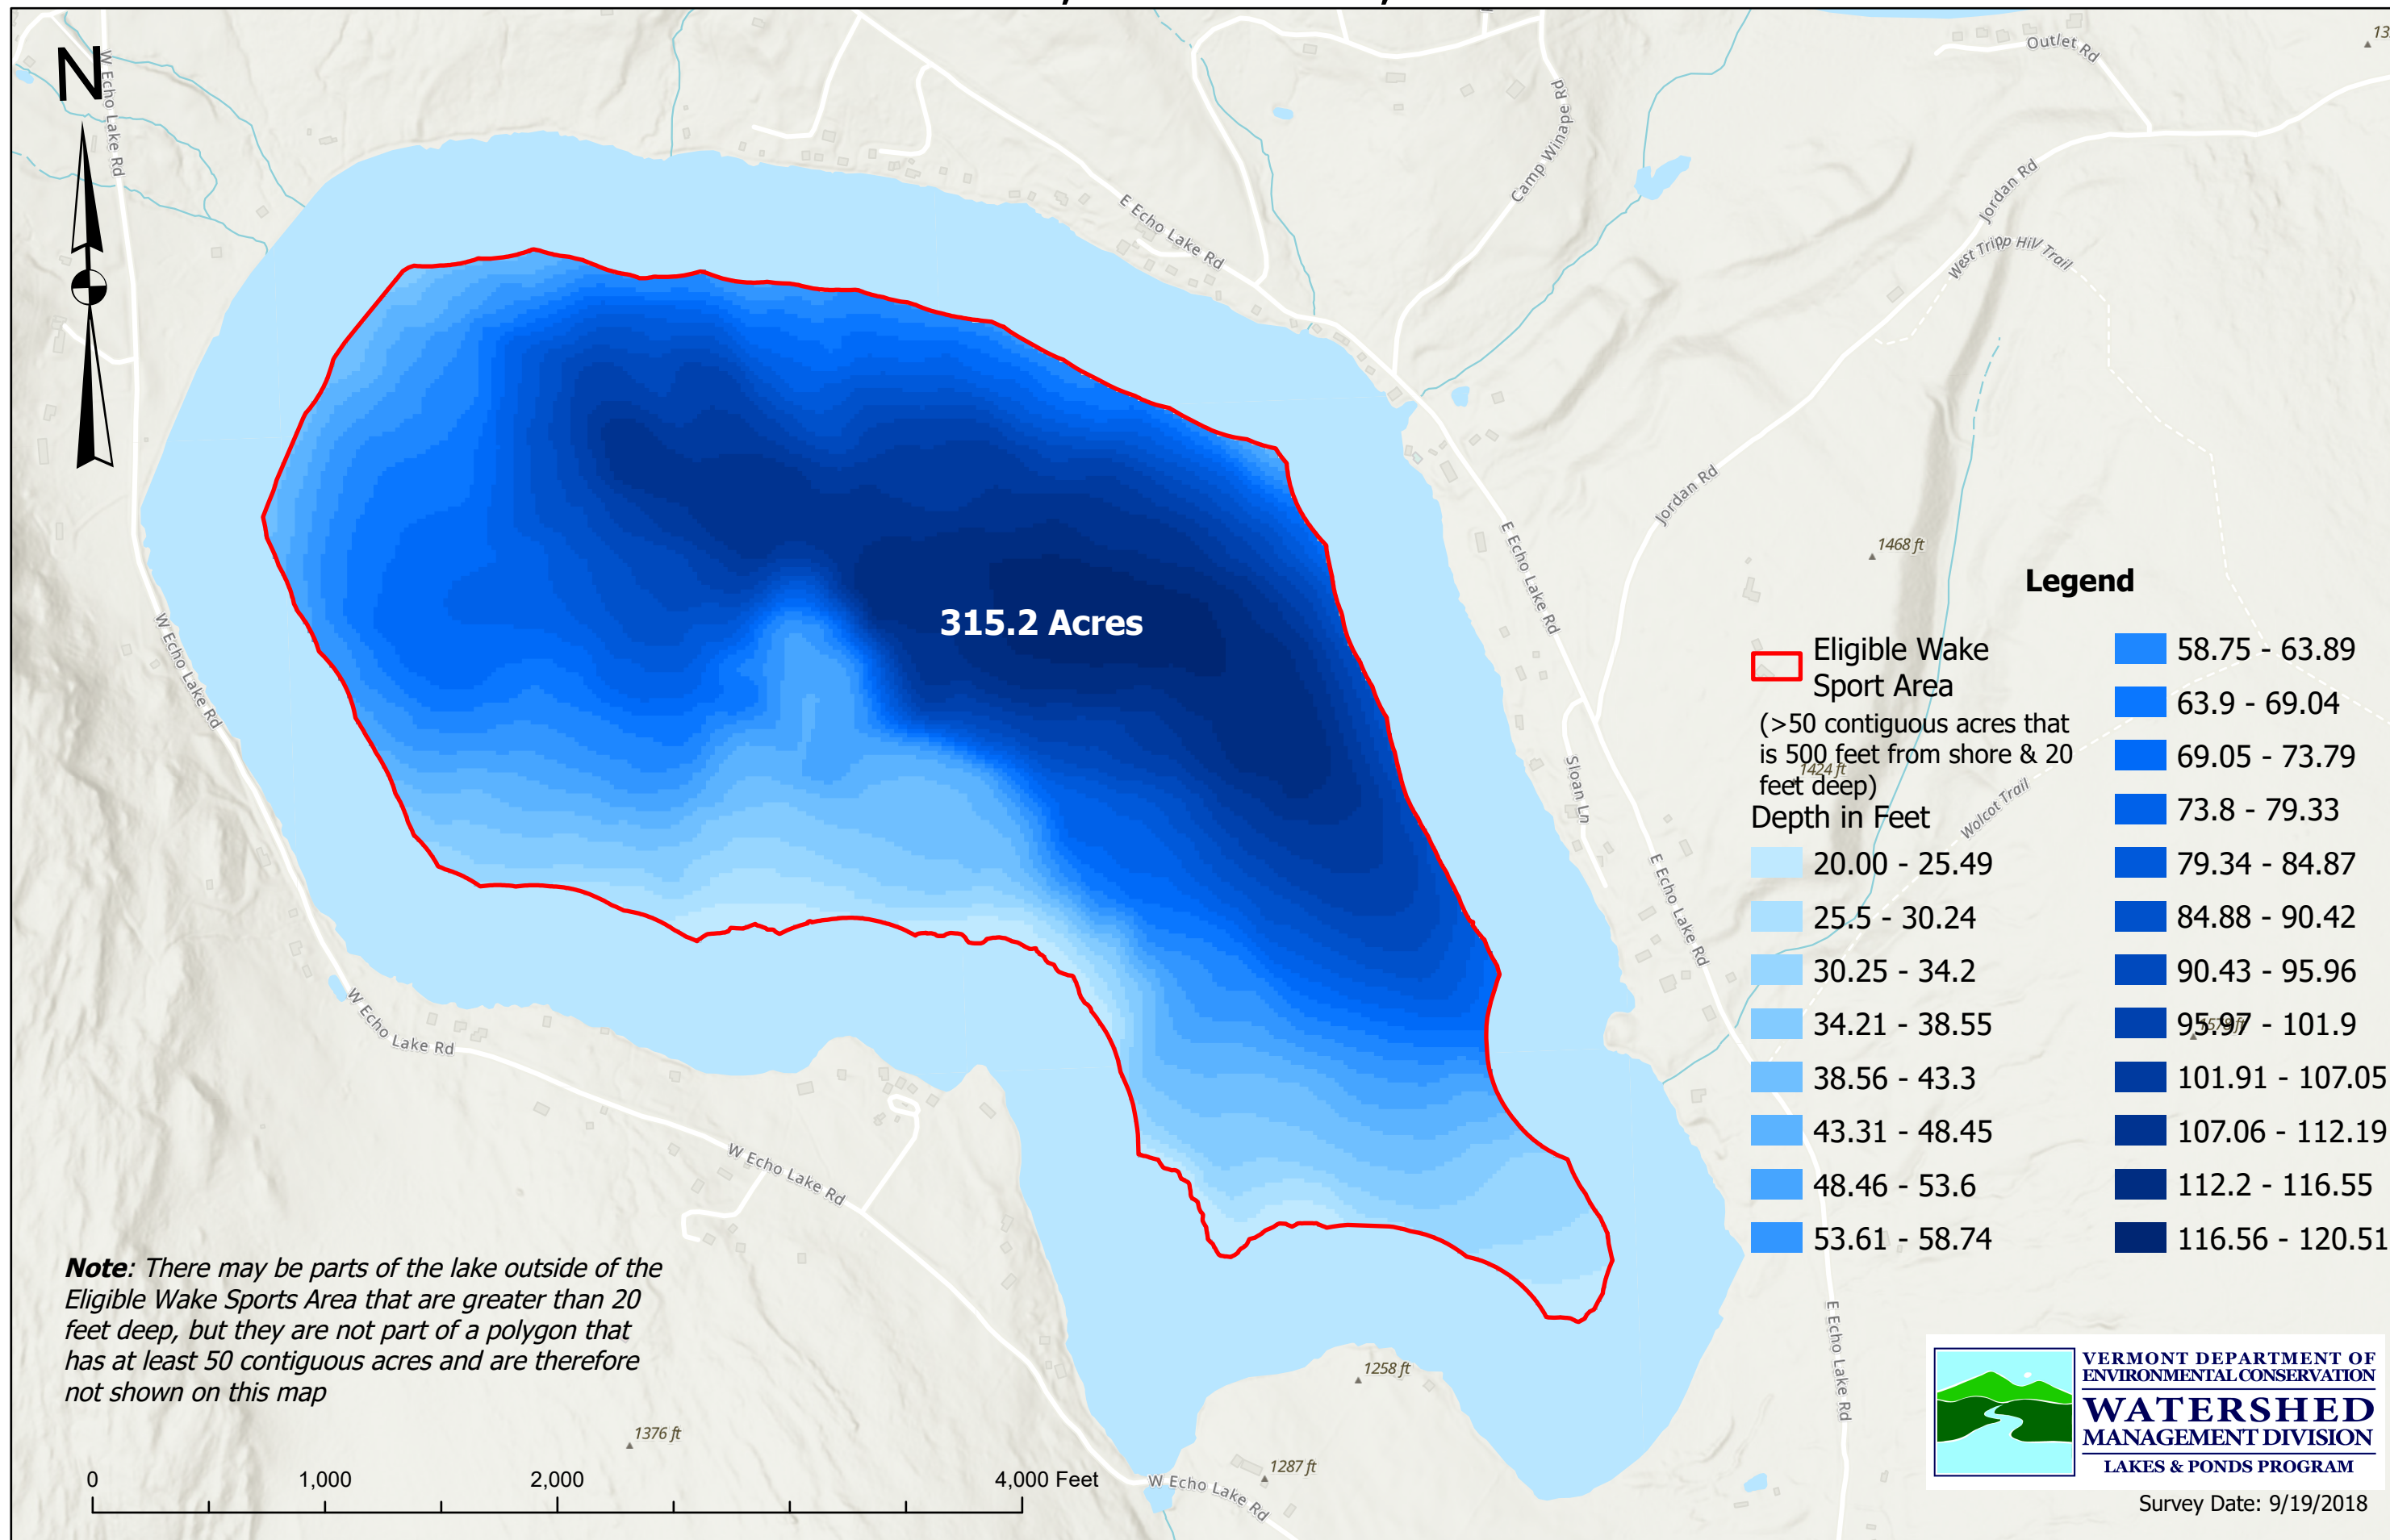 N
W Echo Lake Rd
Outlet Rd
Camp Winape Rd
E Echo Lake Rd
Jordan Rd
West Tripp Hill Trail
Jordan Rd
1468 ft
E Echo Lake Rd
315.2 Acres
W Echo Lake Rd
Sloan Ln
1424 ft
Wolcot Trail
E Echo Lake Rd
1578 ft
W Echo Lake Rd
W Echo Lake Rd
E Echo Lake Rd
1258 ft
1376 ft
1287 ft
W Echo Lake Rd
Legend
Eligible Wake
Sport Area
(>50 contiguous acres that
is 500 feet from shore & 20
feet deep)
Depth in Feet
20.00 - 25.49
25.5 - 30.24
30.25 - 34.2
34.21 - 38.55
38.56 - 43.3
43.31 - 48.45
48.46 - 53.6
53.61 - 58.74
58.75 - 63.89
63.9 - 69.04
69.05 - 73.79
73.8 - 79.33
79.34 - 84.87
84.88 - 90.42
90.43 - 95.96
95.97 - 101.9
101.91 - 107.05
107.06 - 112.19
112.2 - 116.55
116.56 - 120.51
Note: There may be parts of the lake outside of the
Eligible Wake Sports Area that are greater than 20
feet deep, but they are not part of a polygon that
has at least 50 contiguous acres and are therefore
not shown on this map
0 1,000 2,000 4,000 Feet
VERMONT DEPARTMENT OF
ENVIRONMENTAL CONSERVATION
WATERSHED
MANAGEMENT DIVISION
LAKES & PONDS PROGRAM
Survey Date: 9/19/2018